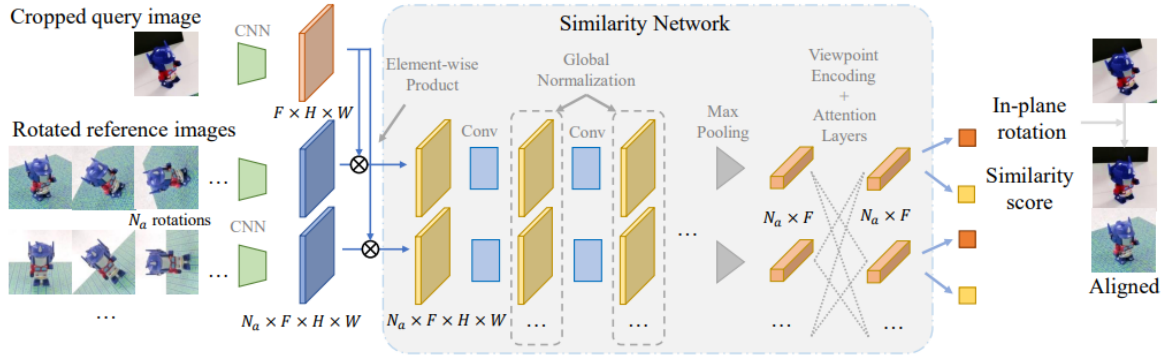 Cropped query image
CNN
F × H × W
Rotated reference images
...
N_a rotations
CNN
...
...
N_a × F × H × W
Similarity Network
Element-wise
Product
Global
Normalization
Viewpoint
Encoding
+
Attention
Layers
Conv
Conv
Max
Pooling
N_a × F
N_a × F
...
N_a × F × H × W
...
...
...
...
In-plane
rotation
Similarity
score
Aligned